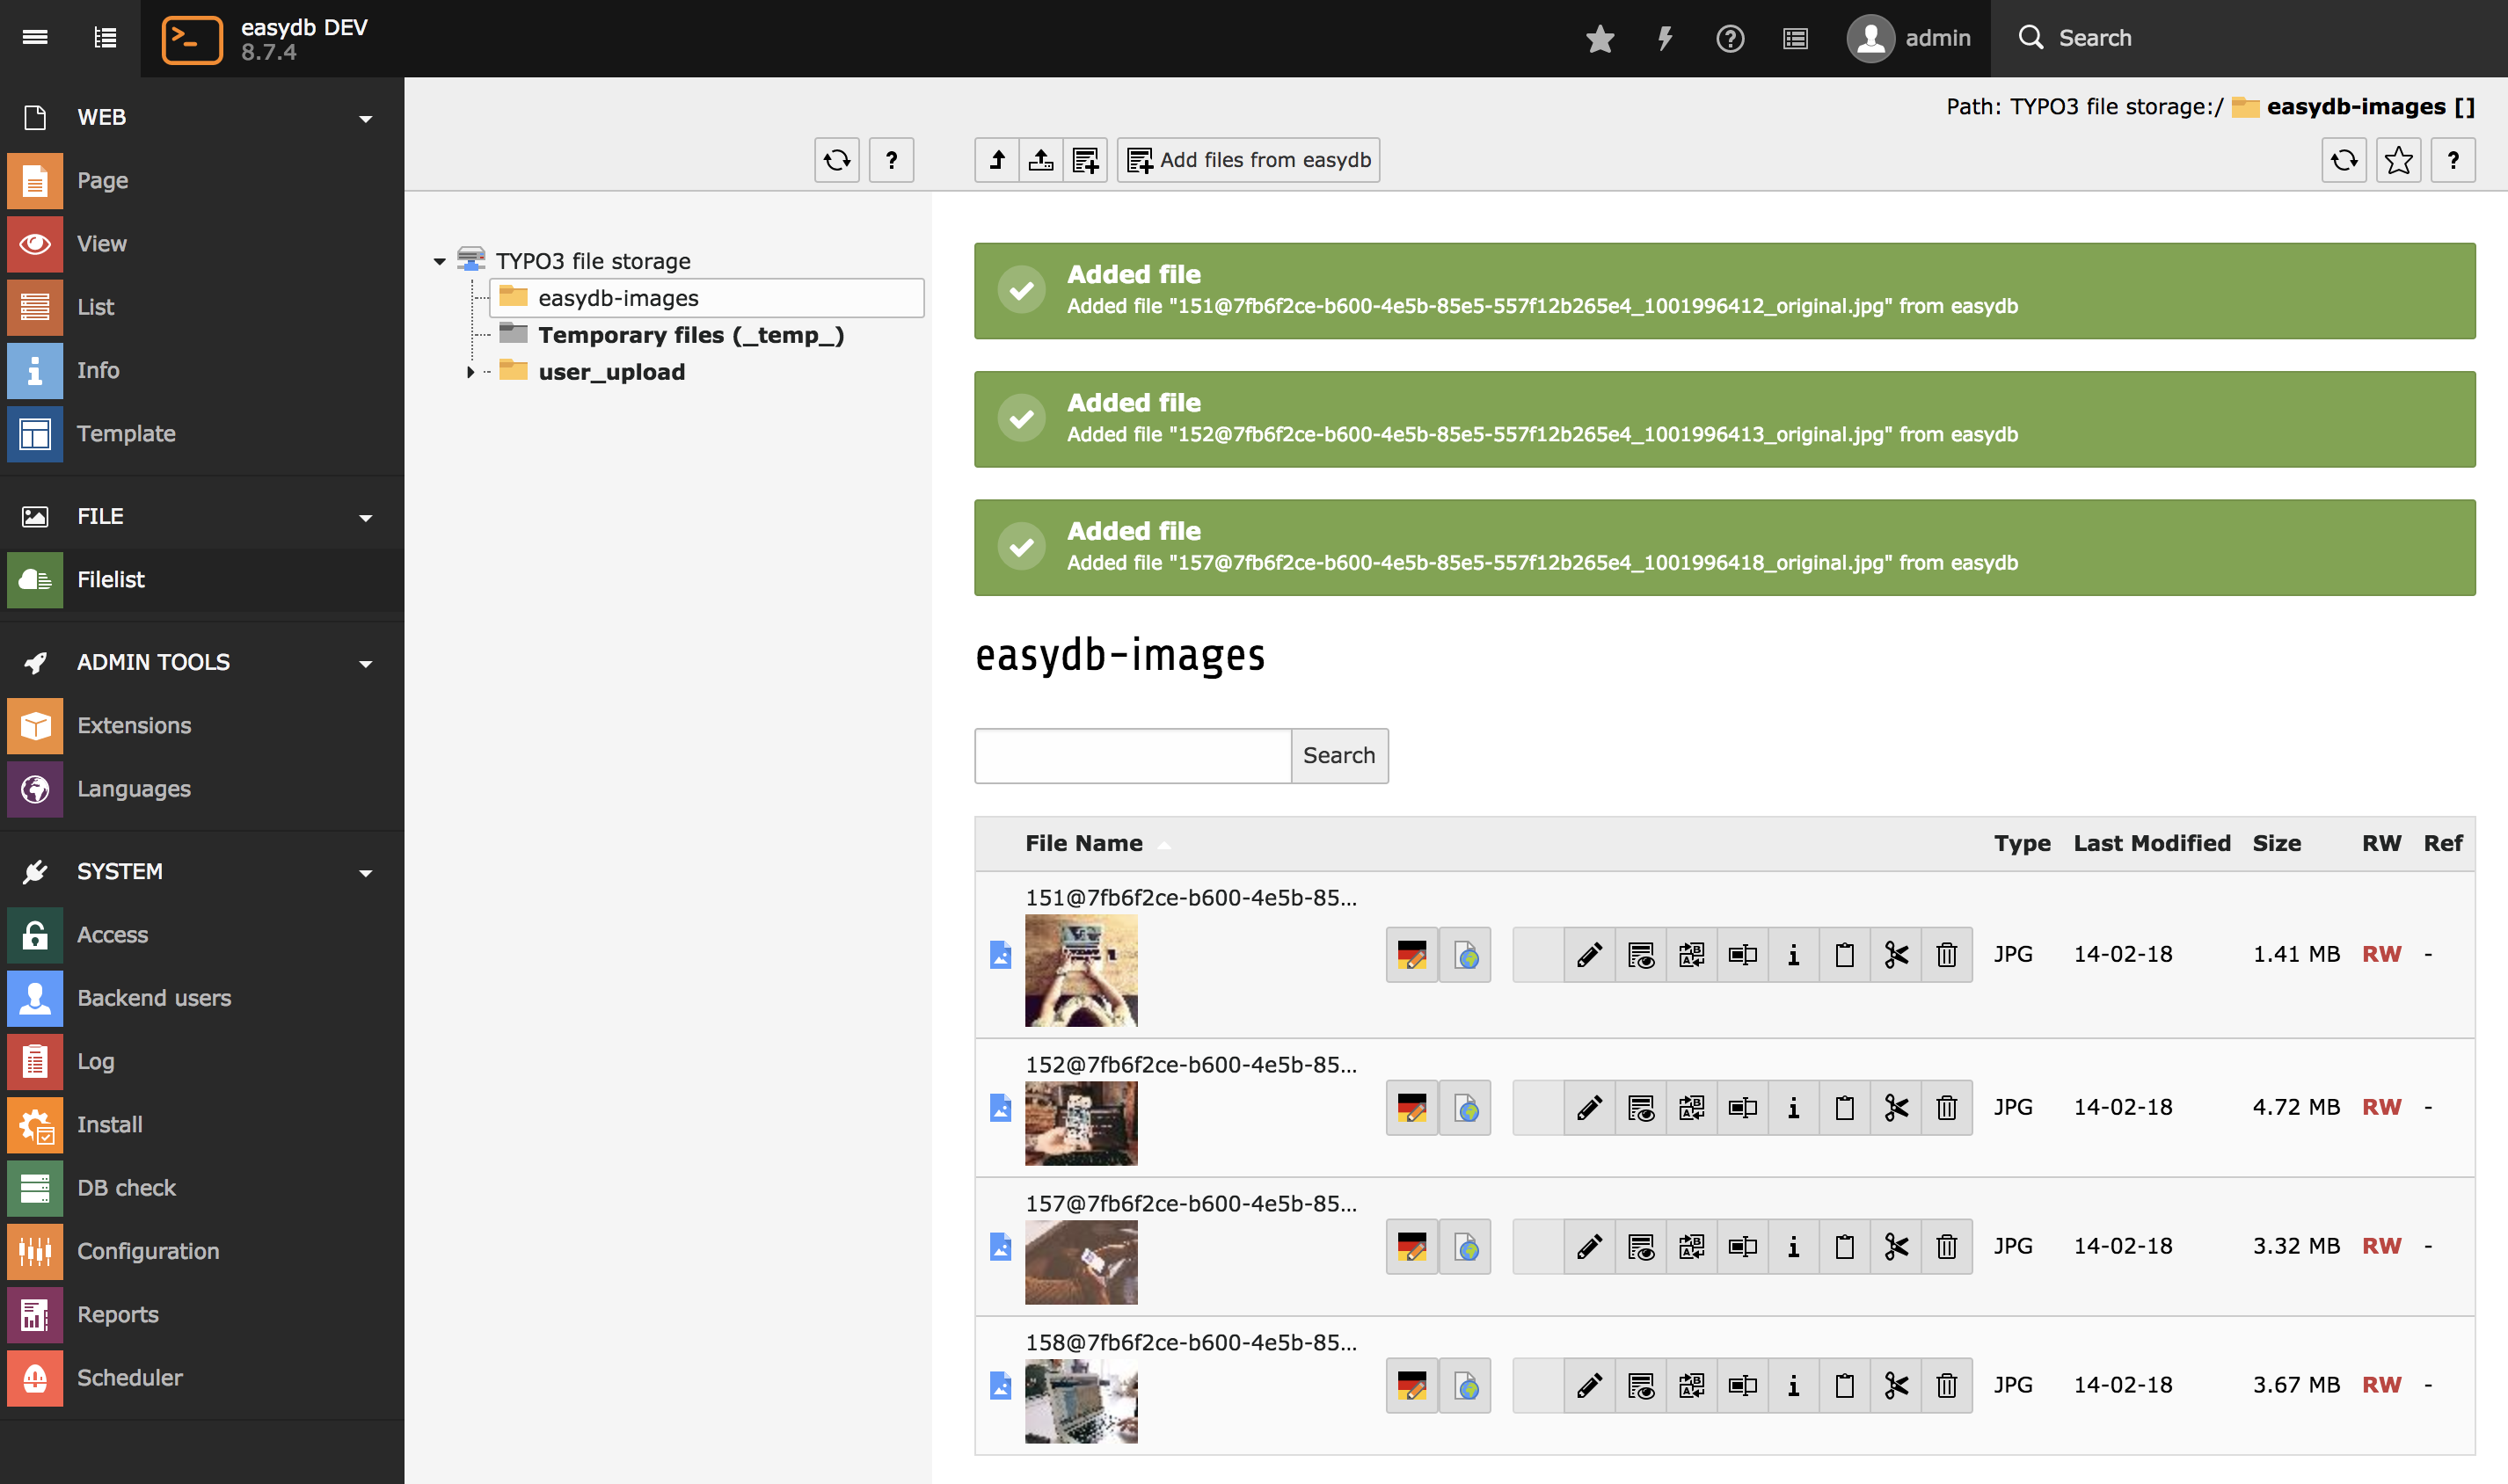 easydb DEV
8.7.4
admin
Search
WEB
Page
View
List
Info
Template
FILE
Filelist
ADMIN TOOLS
Extensions
Languages
SYSTEM
Access
Backend users
Log
Install
DB check
Configuration
Reports
Scheduler
?
TYPO3 file storage
easydb-images
Temporary files (_temp_)
user_upload
Path: TYPO3 file storage:/ easydb-images []
Add files from easydb
?
Added file
Added file "151@7fb6f2ce-b600-4e5b-85e5-557f12b265e4_1001996412_original.jpg" from easydb
Added file
Added file "152@7fb6f2ce-b600-4e5b-85e5-557f12b265e4_1001996413_original.jpg" from easydb
Added file
Added file "157@7fb6f2ce-b600-4e5b-85e5-557f12b265e4_1001996418_original.jpg" from easydb
easydb-images
Search
File Name Type Last Modified Size RW Ref
151@7fb6f2ce-b600-4e5b-85...
JPG 14-02-18 1.41 MB RW -
152@7fb6f2ce-b600-4e5b-85...
JPG 14-02-18 4.72 MB RW -
157@7fb6f2ce-b600-4e5b-85...
JPG 14-02-18 3.32 MB RW -
158@7fb6f2ce-b600-4e5b-85...
JPG 14-02-18 3.67 MB RW -